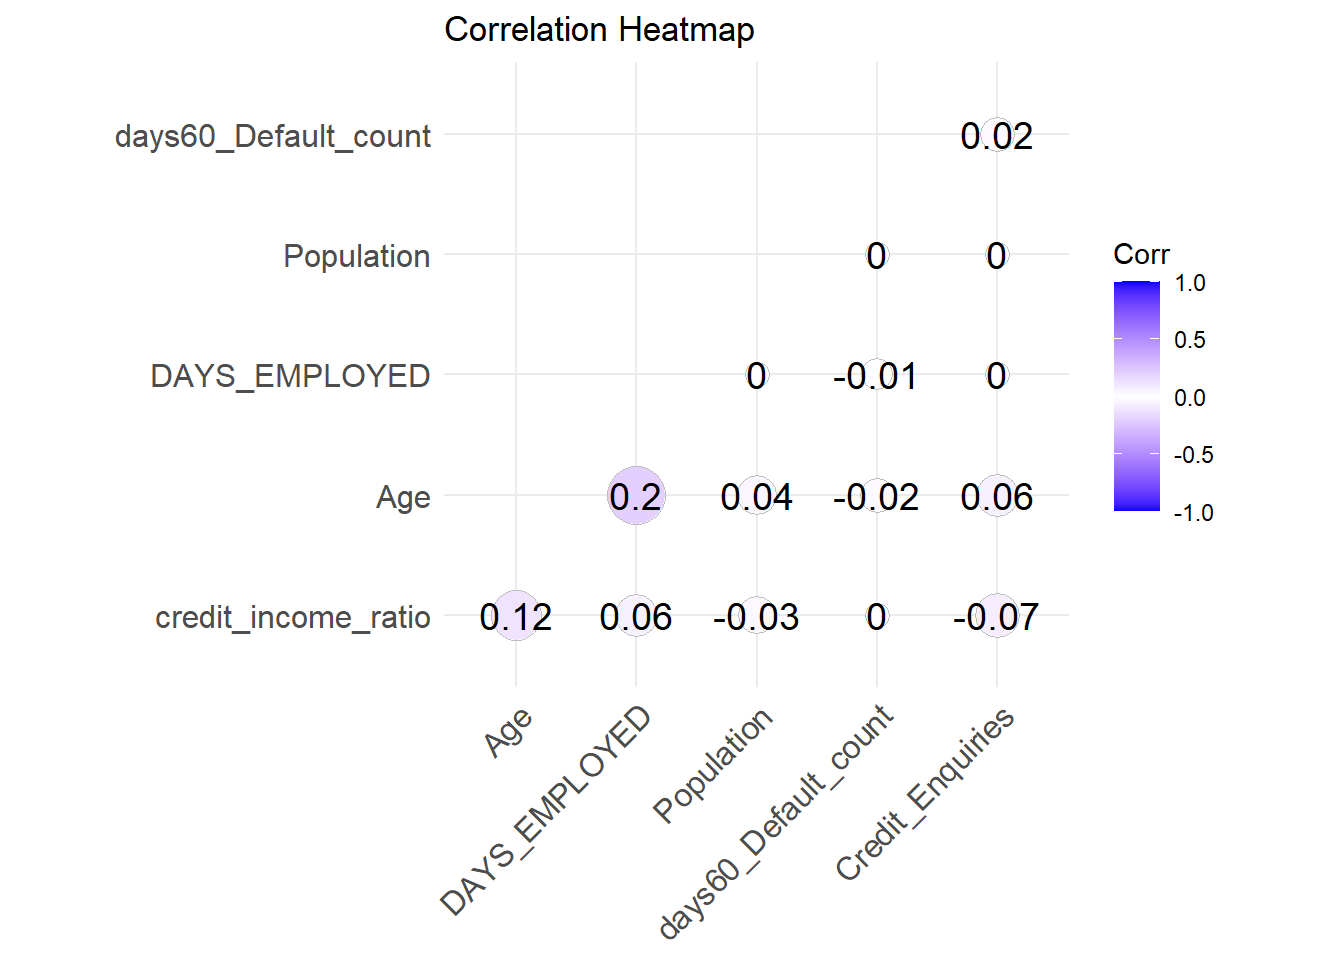 Correlation Heatmap
days60_Default_count
0.02
Population
0
0
DAYS_EMPLOYED
0
-0.01
0
Age
0.2
0.04
-0.02
0.06
credit_income_ratio
0.12
0.06
-0.03
0
-0.07
Age
DAYS_EMPLOYED
Population
days60_Default_count
Credit_Enquiries
Corr
1.0
0.5
0.0
-0.5
-1.0